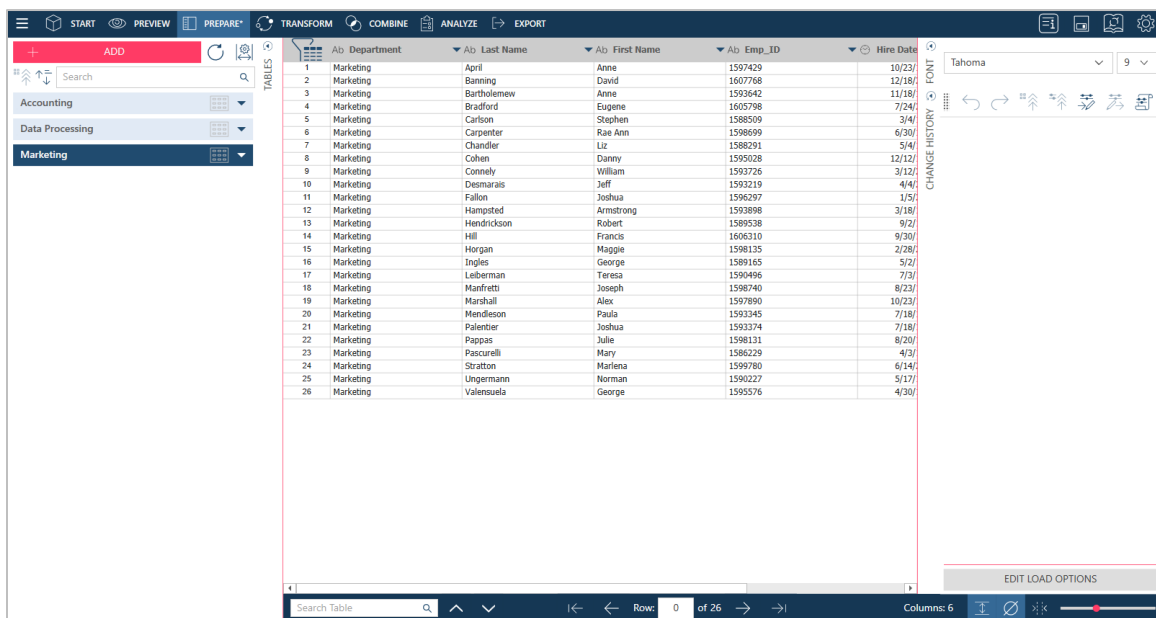 START PREVIEW PREPARE* TRANSFORM COMBINE ANALYZE EXPORT
ADD
Search
Accounting
Data Processing
Marketing
TABLES
Ab Department Ab Last Name Ab First Name Ab Emp_ID Hire Date
1 Marketing April Anne 1597429 10/23/
2 Marketing Banning David 1607768 12/18/
3 Marketing Bartholemew Anne 1593642 11/18/
4 Marketing Bradford Eugene 1605798 7/24/
5 Marketing Carlson Stephen 1588509 3/4/
6 Marketing Carpenter Rae Ann 1598699 6/30/
7 Marketing Chandler Liz 1588291 5/4/
8 Marketing Cohen Danny 1595028 12/12/
9 Marketing Connely William 1593726 3/12/
10 Marketing Desmarais Jeff 1593219 4/4/
11 Marketing Fallon Joshua 1596297 1/5/
12 Marketing Hampsted Armstrong 1593898 3/18/
13 Marketing Hendrickson Robert 1589538 9/2/
14 Marketing Hill Francis 1606310 9/30/
15 Marketing Horgan Maggie 1598135 2/28/
16 Marketing Ingles George 1589165 5/2/
17 Marketing Leiberman Teresa 1590496 7/3/
18 Marketing Manfretti Joseph 1598740 8/23/
19 Marketing Marshall Alex 1597890 10/23/
20 Marketing Mendleson Paula 1593345 7/18/
21 Marketing Palentier Joshua 1593374 7/18/
22 Marketing Pappas Julie 1598131 8/20/
23 Marketing Pascurelli Mary 1586229 4/3/
24 Marketing Stratton Marlena 1599780 6/14/
25 Marketing Ungermann Norman 1590227 5/17/
26 Marketing Valensuela George 1595576 4/30/
FONT
Tahoma 9
CHANGE HISTORY
EDIT LOAD OPTIONS
Search Table Row: 0 of 26 Columns: 6